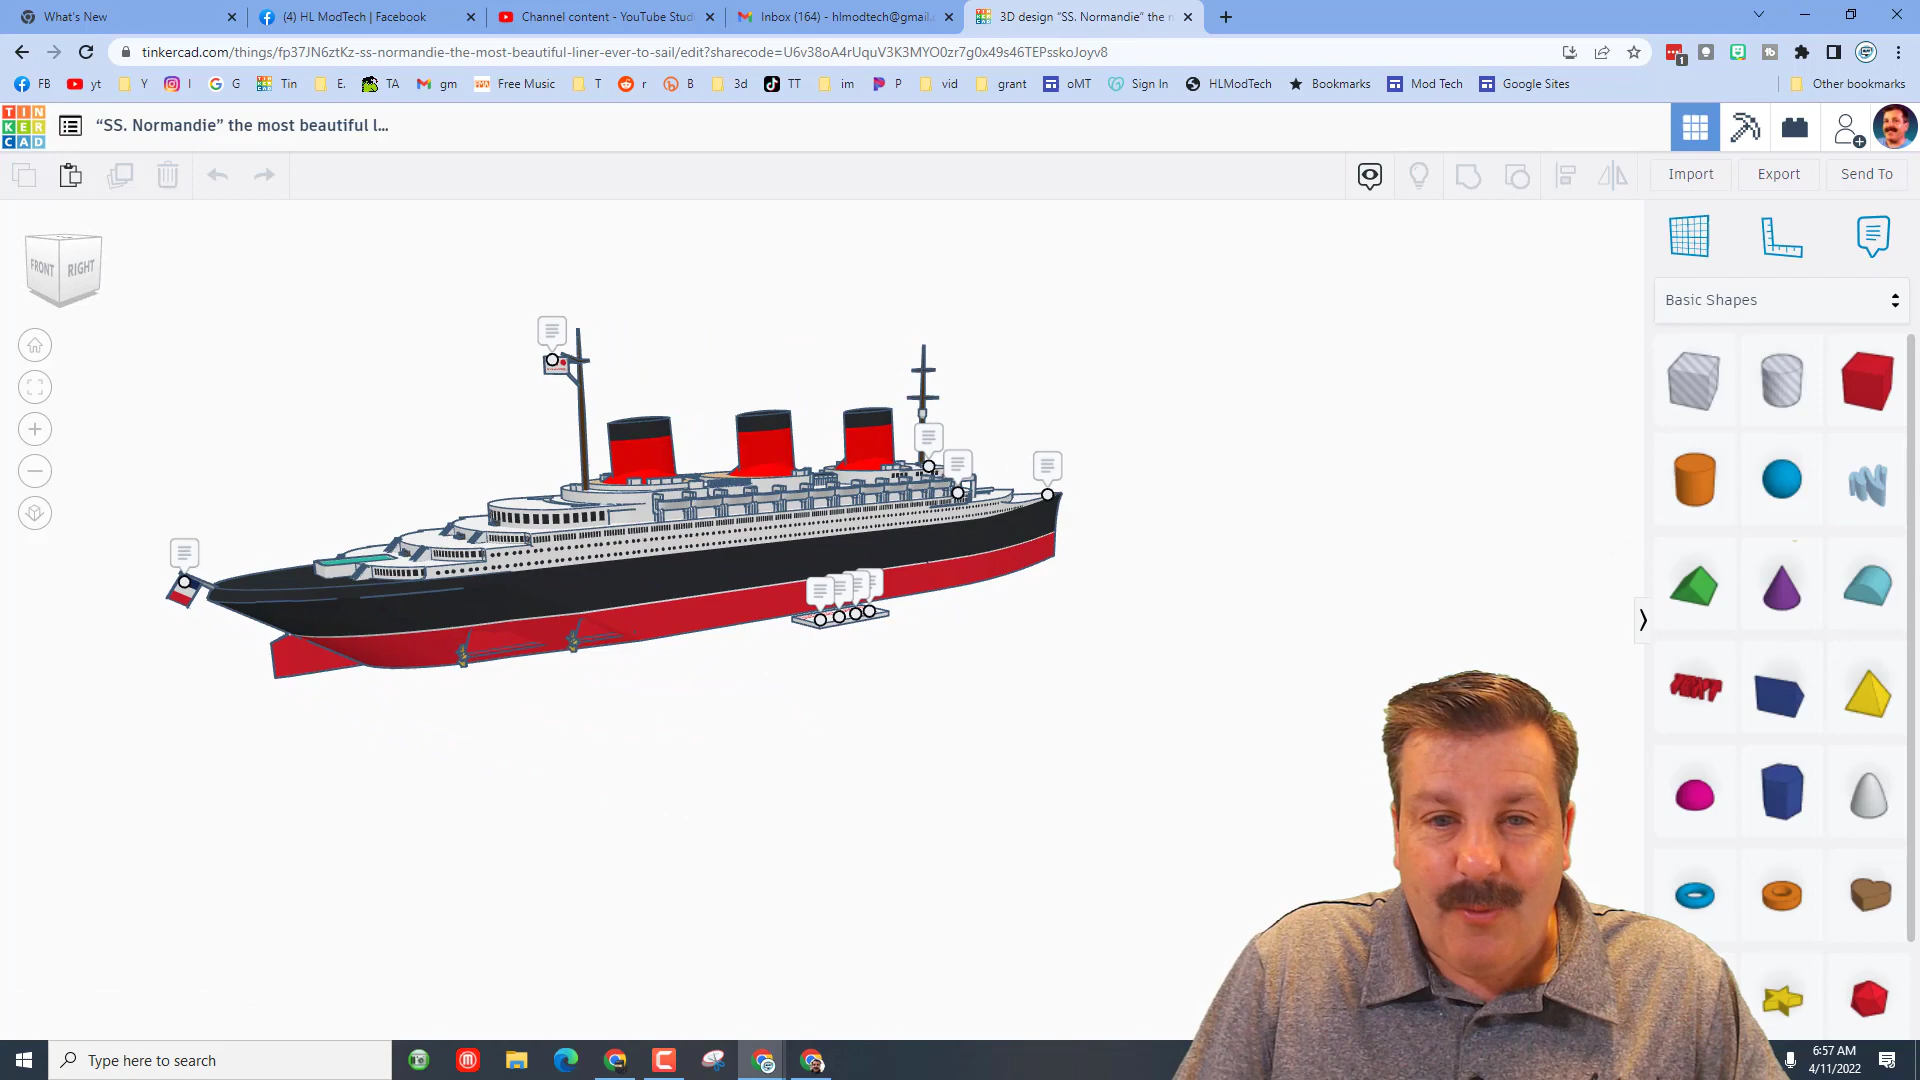 What's New
(4) HL ModTech | Facebook
Channel content - YouTube Studi
Inbox (164) - hlmodtech@gmail.c
3D design "SS. Normandie" the m
tinkercad.com/things/fp37JN6ztKz-ss-normandie-the-most-beautiful-liner-ever-to-sail/edit?sharecode=U6v38oA4rUquV3K3MYO0zr7g0x49s46TEPsskoJoyv8
FB yt Y I G Tin E. TA gm Free Music T r B 3d TT im P vid grant oMT Sign In HLModTech Bookmarks Mod Tech Google Sites Other bookmarks
TIN
KER
CAD
“SS. Normandie” the most beautiful l...
Import Export Send To
FRONT RIGHT
Basic Shapes
TEXT
Type here to search
6:57 AM
4/11/2022